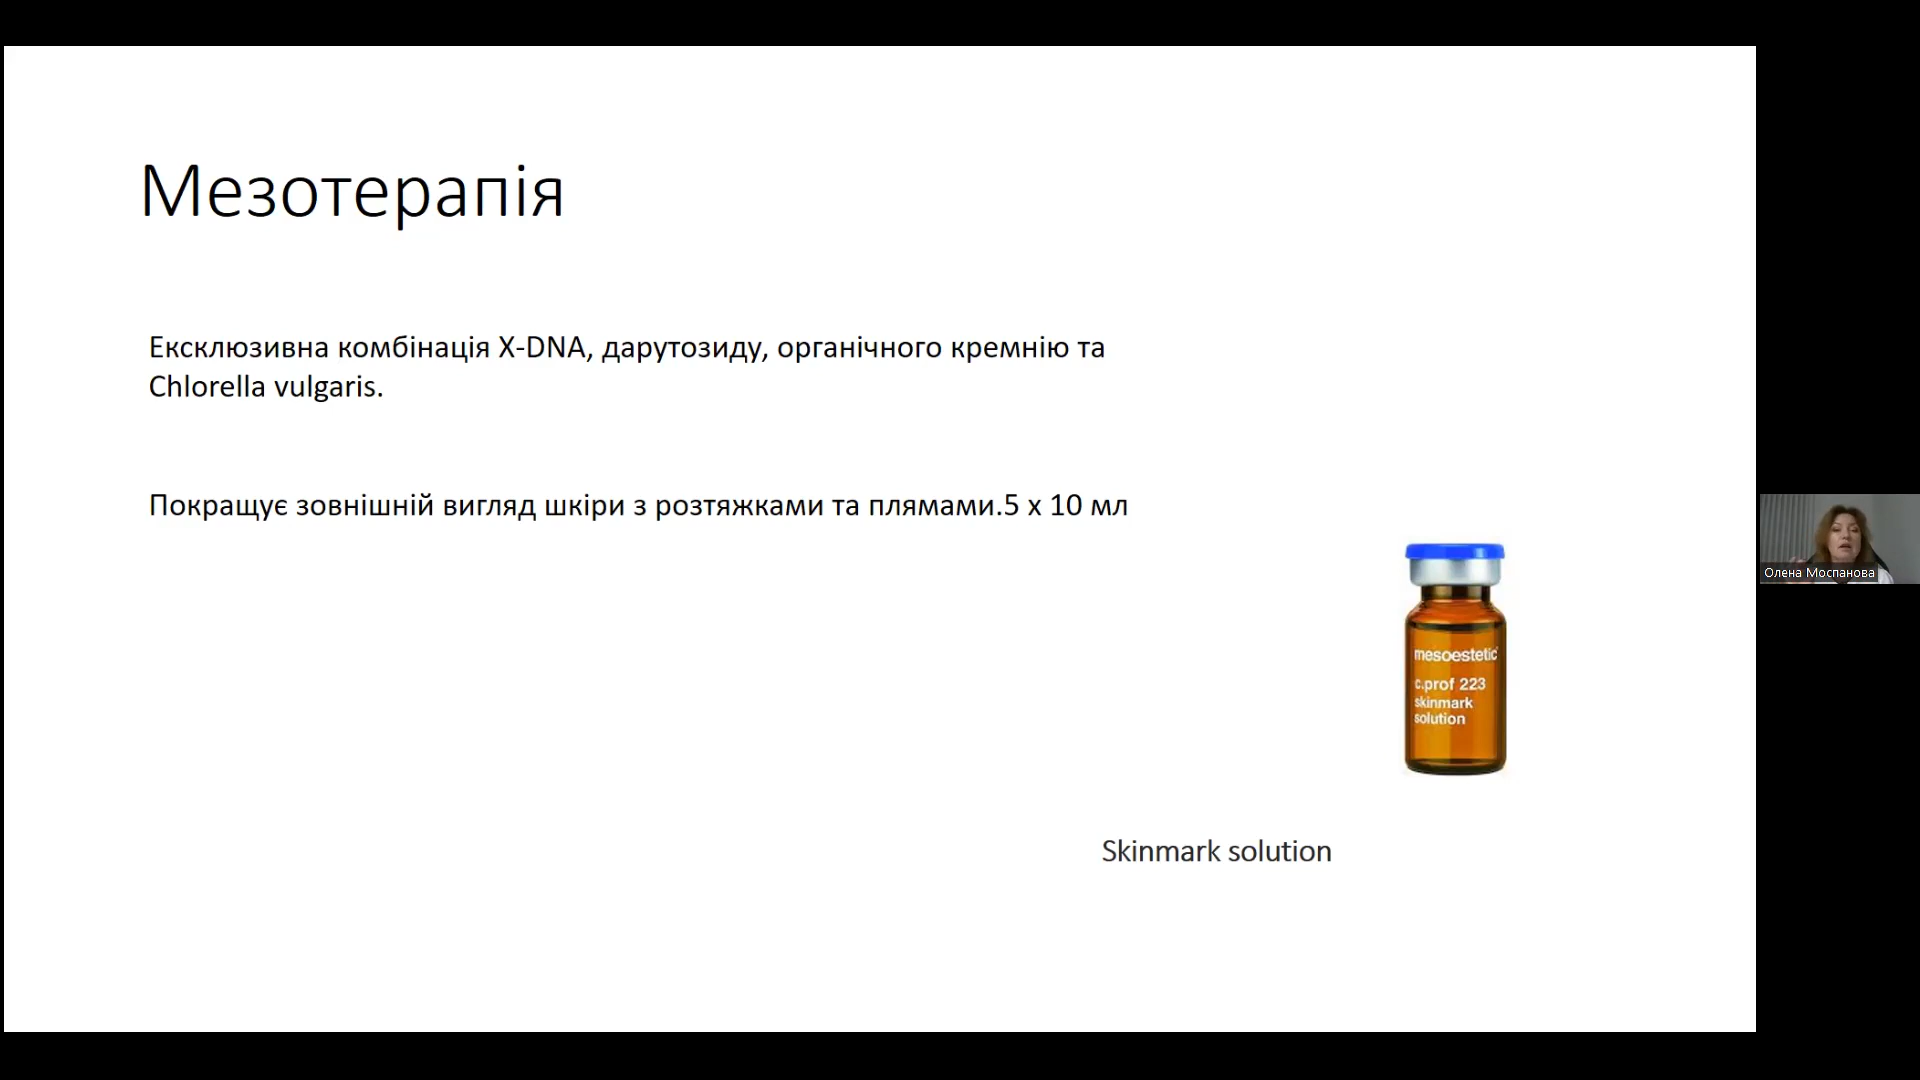 Мезотерапія
Ексклюзивна комбінація X-DNA, дарутозиду, органічного кремнію та
Chlorella vulgaris.
Покращує зовнішній вигляд шкіри з розтяжками та плямами.5 х 10 мл
mesoestetic
c.prof 223
skinmark
solution
Олена Моспанова
Skinmark solution